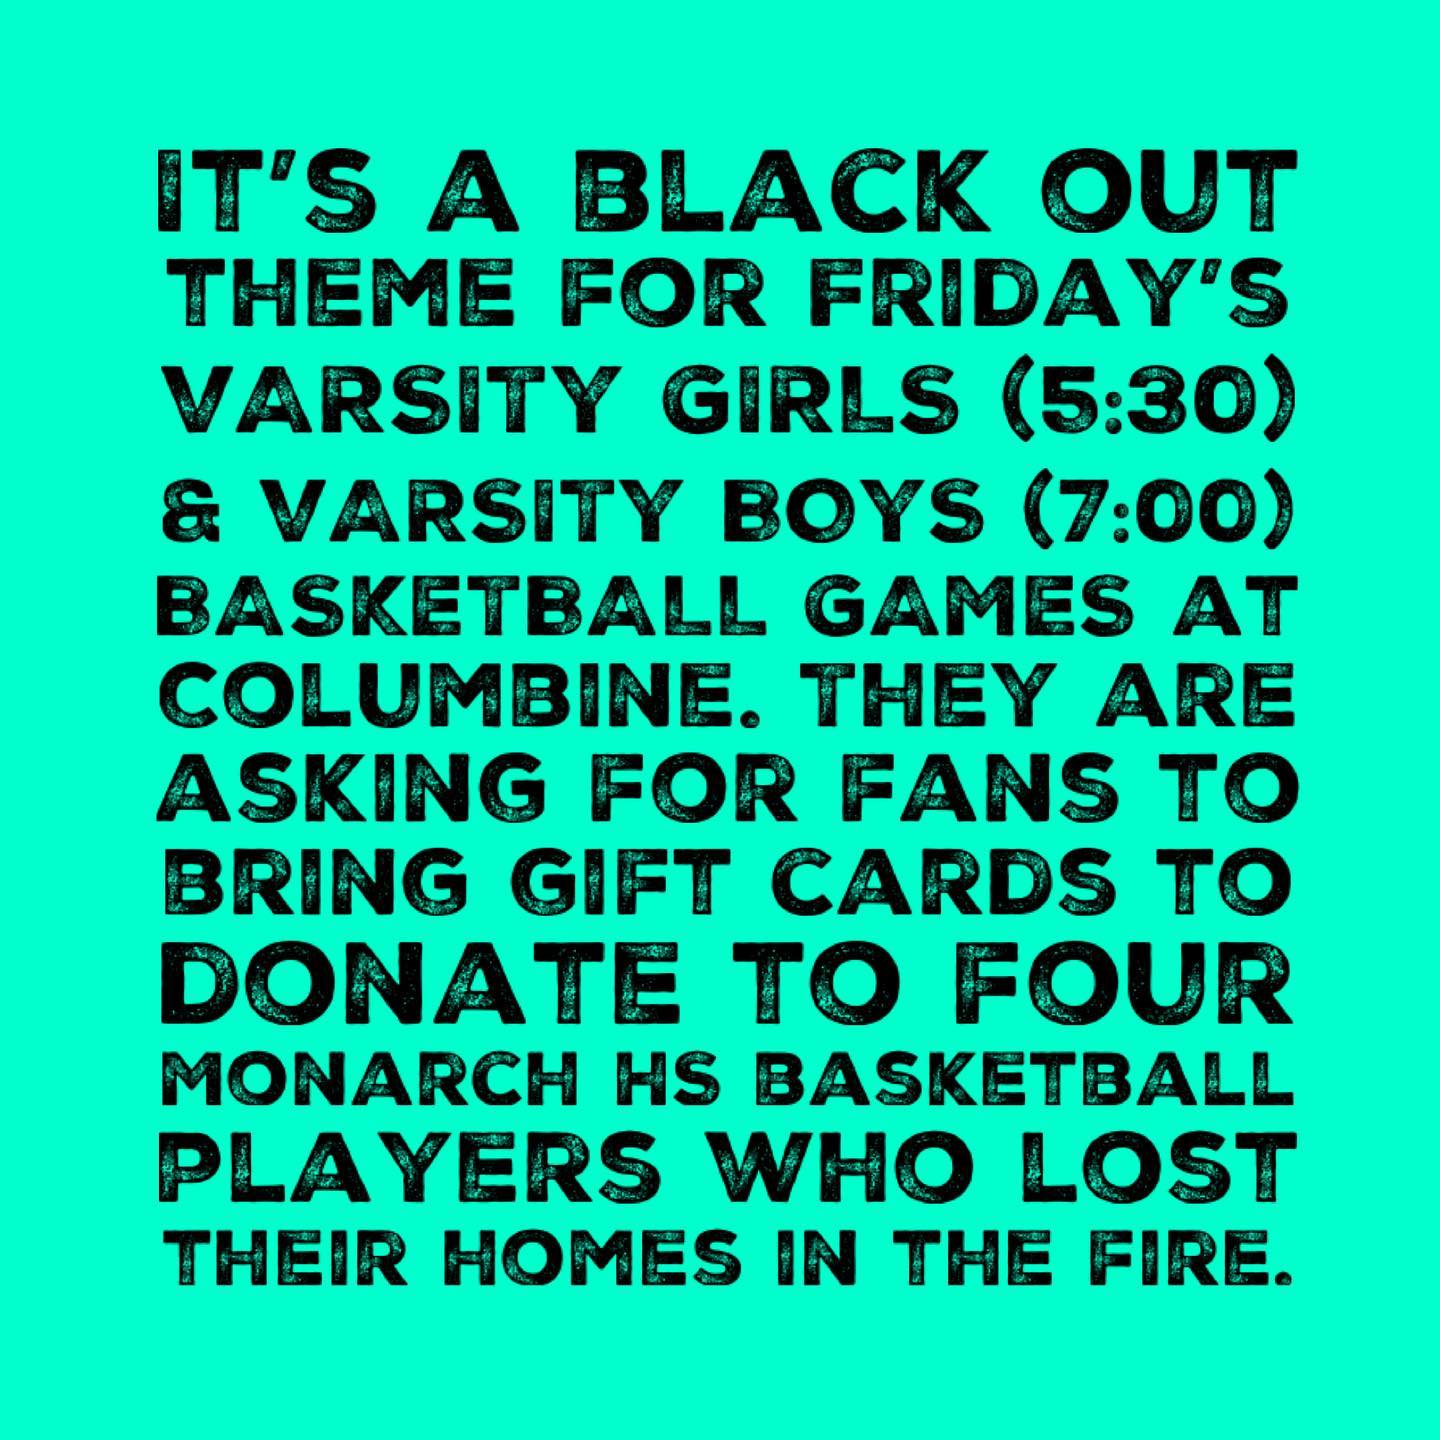 IT'S A BLACK OUT
THEME FOR FRIDAY'S
VARSITY GIRLS (5:30)
& VARSITY BOYS (7:00)
BASKETBALL GAMES AT
COLUMBINE. THEY ARE
ASKING FOR FANS TO
BRING GIFT CARDS TO
DONATE TO FOUR
MONARCH HS BASKETBALL
PLAYERS WHO LOST
THEIR HOMES IN THE FIRE.